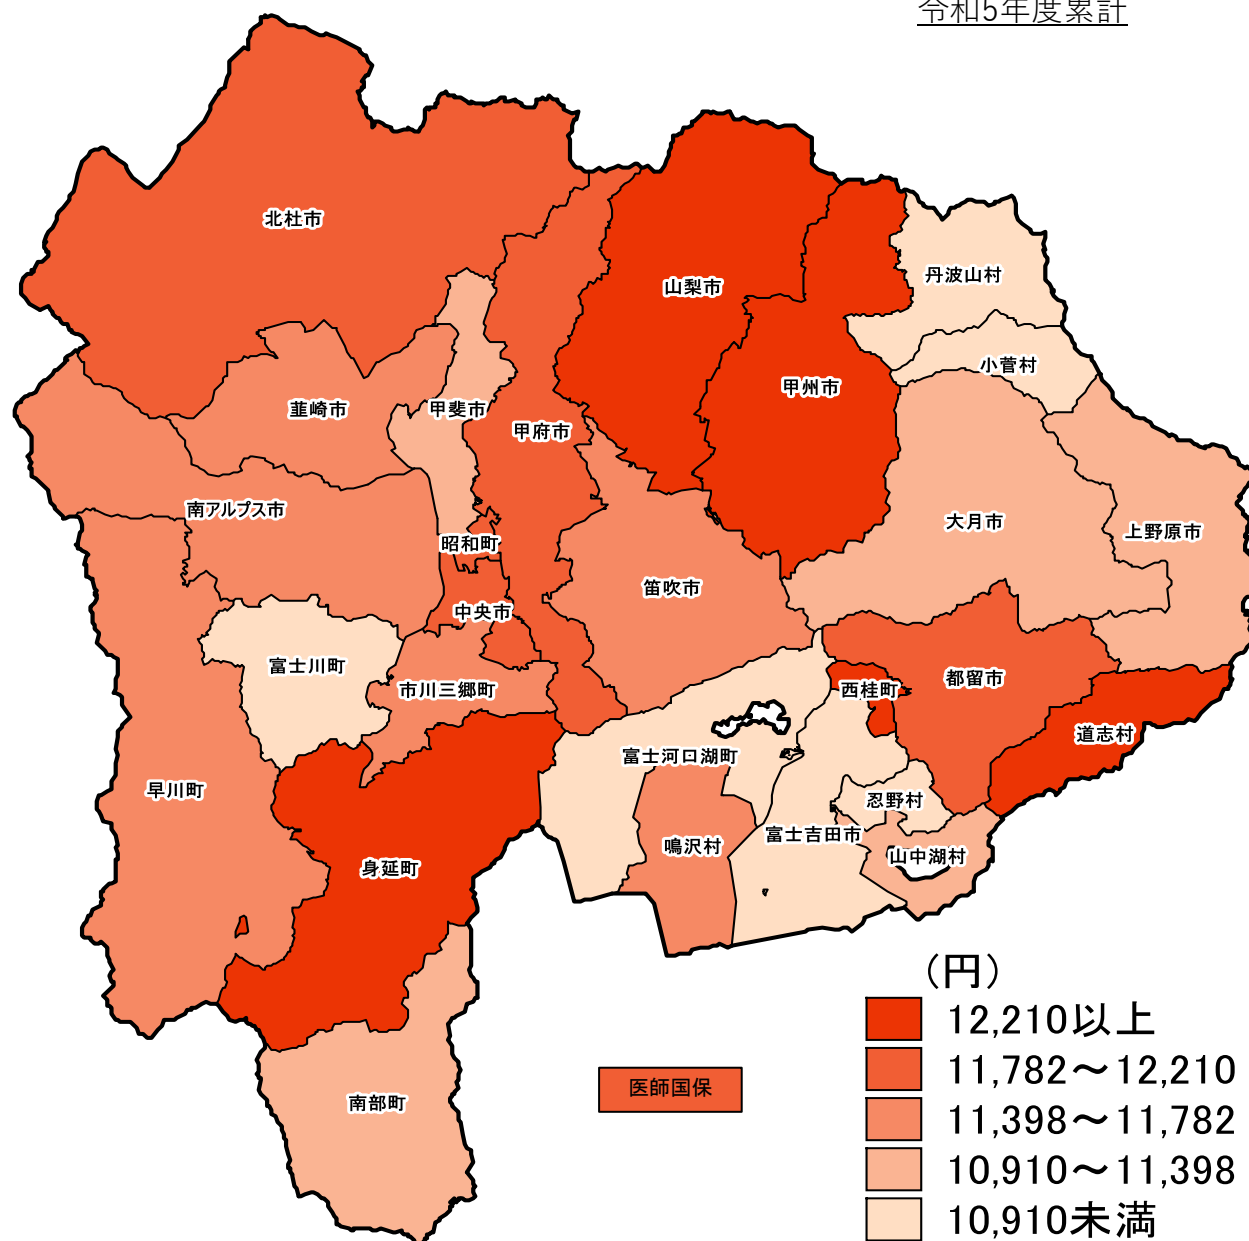 令和5年度累計
北杜市
丹波山村
山梨市
小菅村
甲州市
韮崎市
甲斐市
甲府市
南アルプス市
大月市
上野原市
昭和町
笛吹市
中央市
富士川町
市川三郷町
西桂町
都留市
道志村
富士河口湖町
早川町
忍野村
富士吉田市
鳴沢村
山中湖村
身延町
(円)
12,210以上
11,782～12,210
医師国保
南部町
11,398～11,782
10,910～11,398
10,910未満